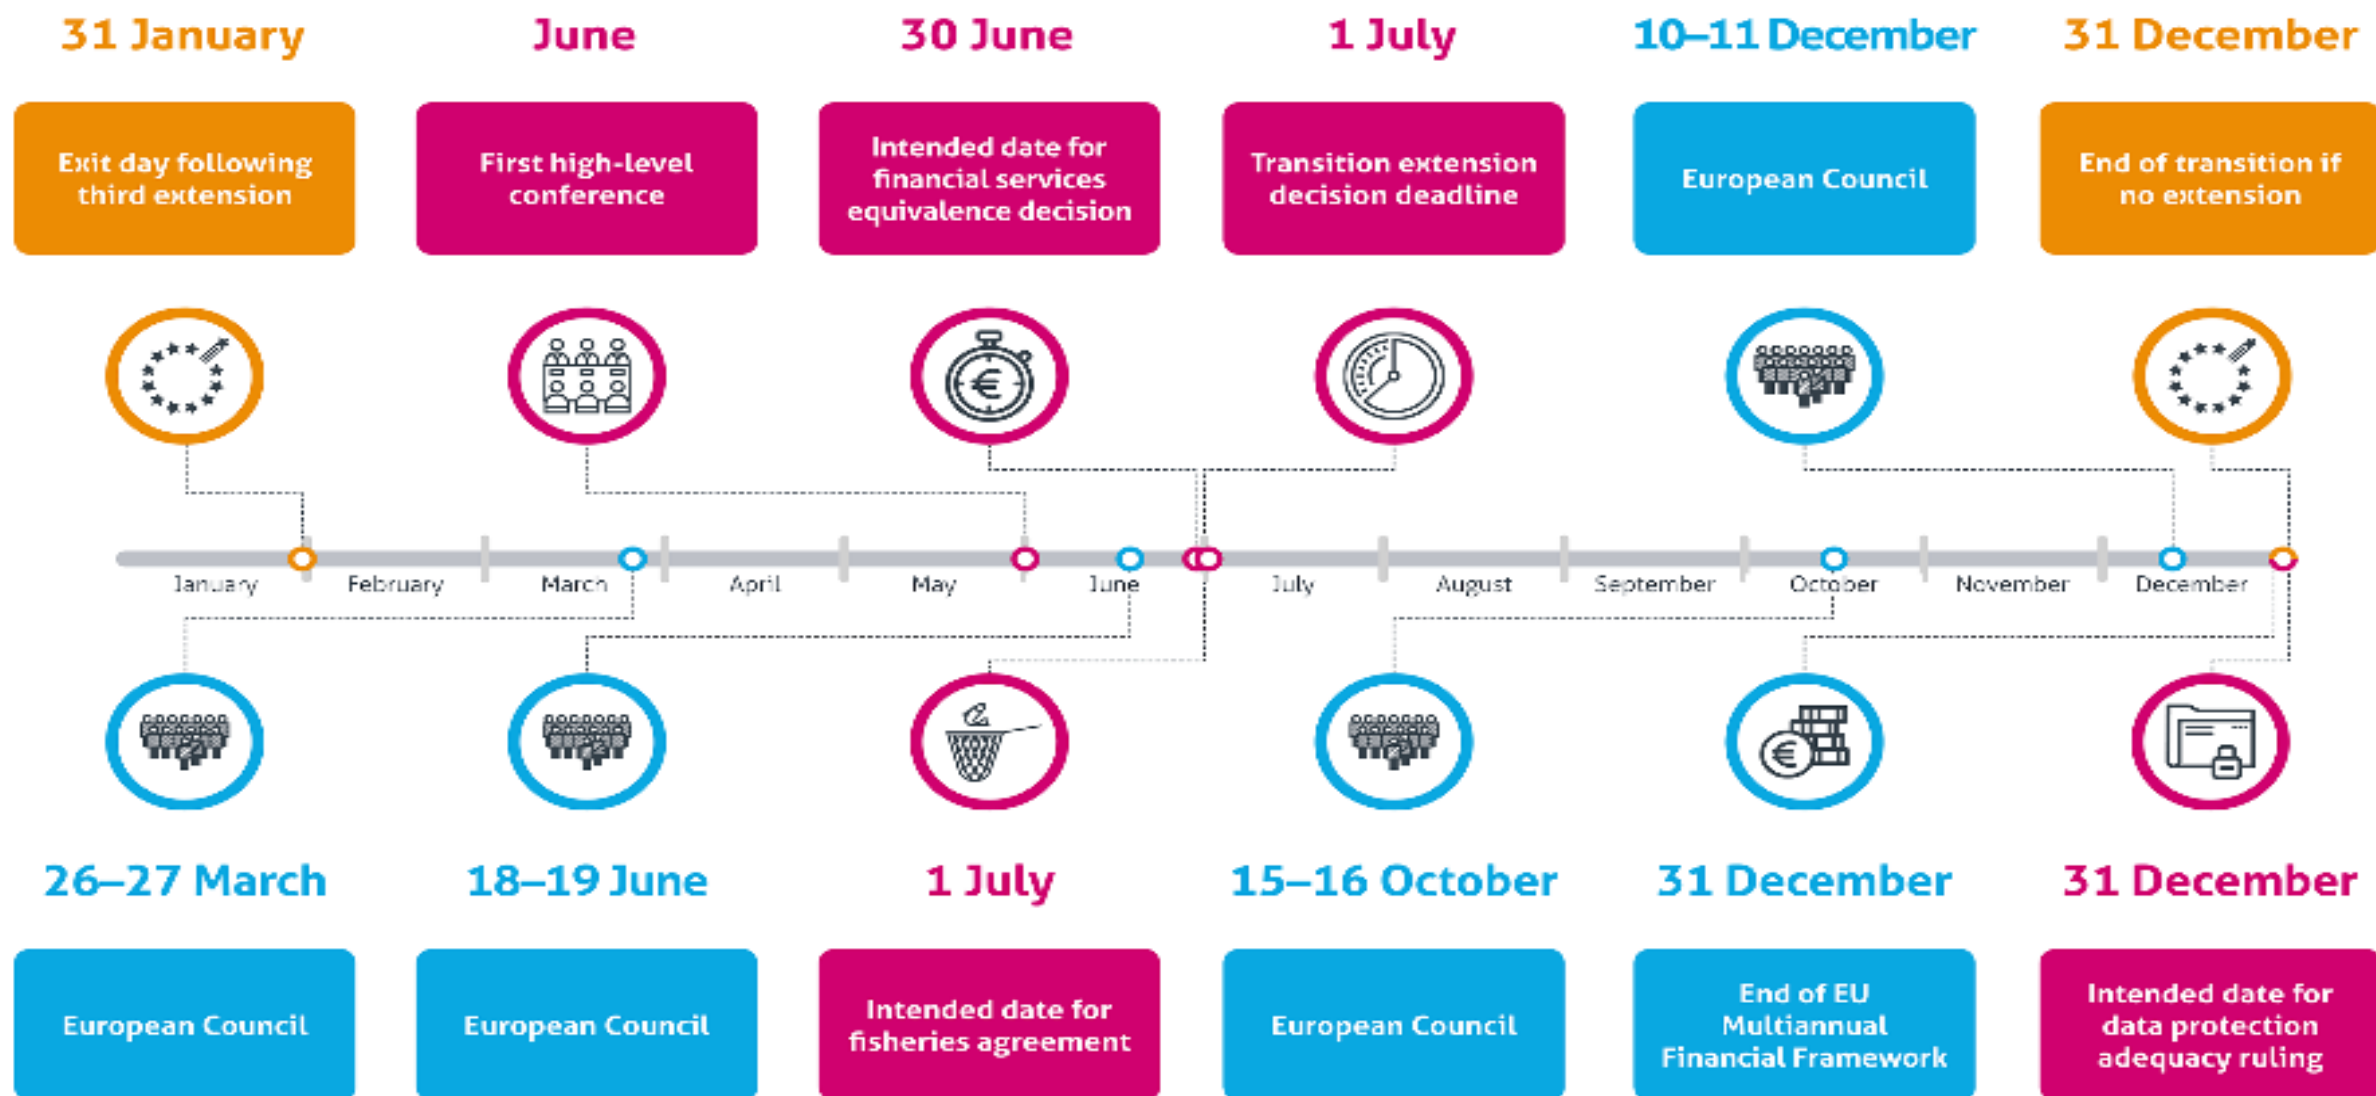 31 January
June
30 June
1 July
10–11 December
31 December
Exit day following
third extension
First high-level
conference
Intended date for
financial services
equivalence decision
Transition extension
decision deadline
European Council
End of transition if
no extension
January
February
March
April
May
June
July
August
September
October
November
December
26–27 March
18–19 June
1 July
15–16 October
31 December
31 December
European Council
European Council
Intended date for
fisheries agreement
European Council
End of EU
Multiannual
Financial Framework
Intended date for
data protection
adequacy ruling